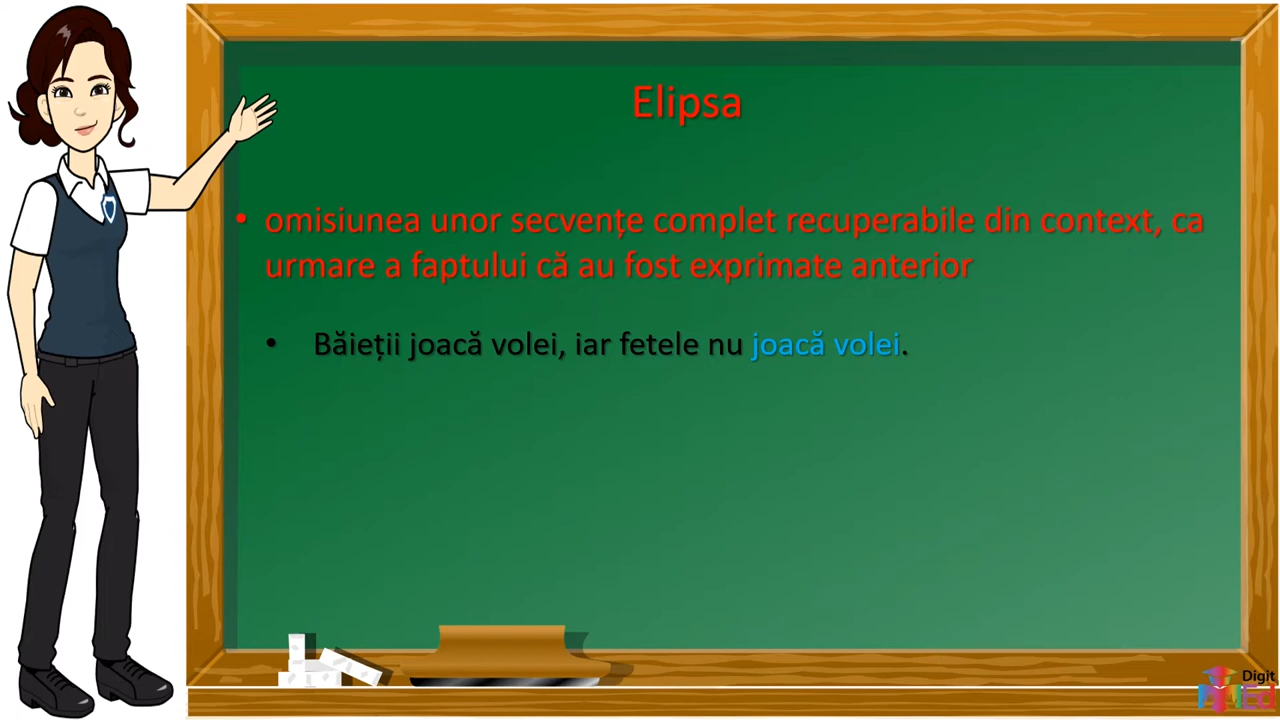 Elipsa
• omisiunea unor secvențe complet recuperabile din context, ca
urmare a faptului că au fost exprimate anterior
• Băieții joacă volei, iar fetele nu joacă volei.
Digit